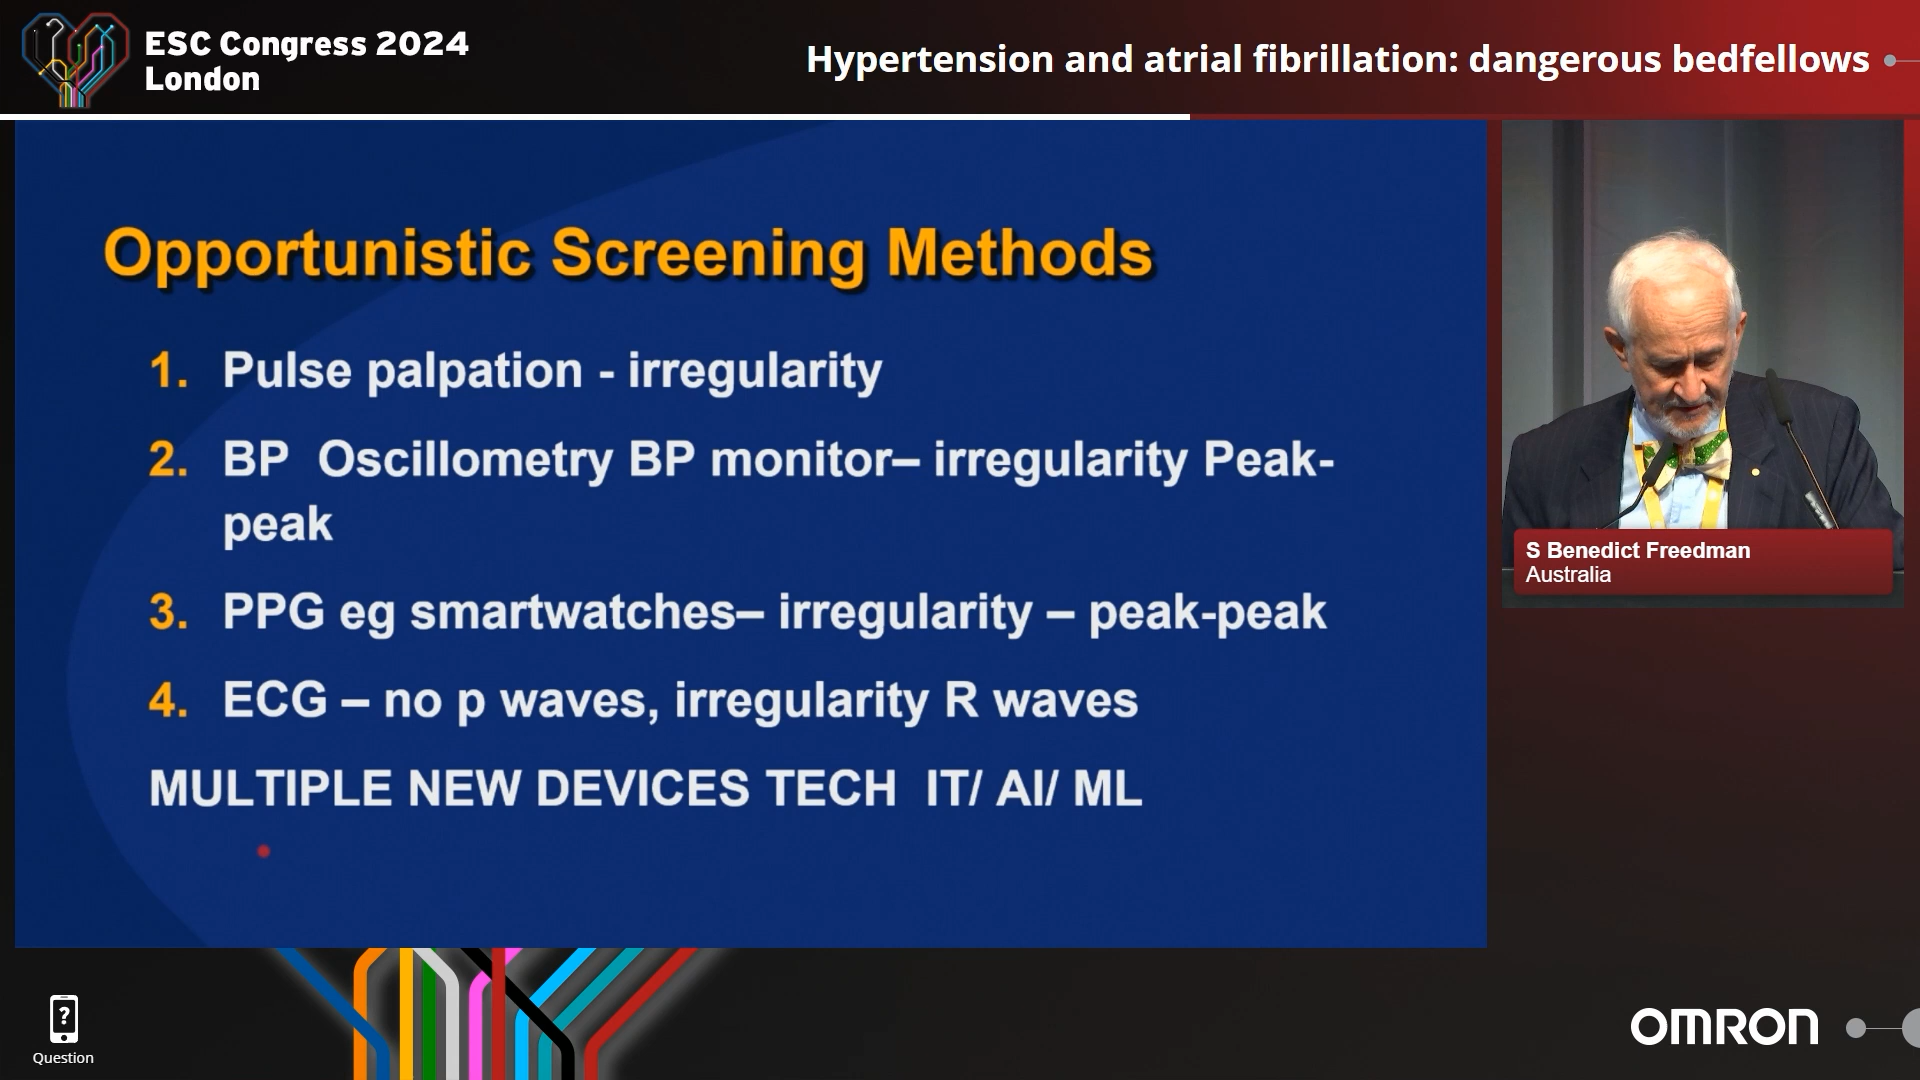 ESC Congress 2024
London
Hypertension and atrial fibrillation: dangerous bedfellows
Opportunistic Screening Methods
1. Pulse palpation - irregularity
2. BP  Oscillometry BP monitor– irregularity Peak-
peak
3. PPG eg smartwatches– irregularity – peak-peak
4. ECG – no p waves, irregularity R waves
MULTIPLE NEW DEVICES TECH  IT/ AI/ ML
S Benedict Freedman
Australia
?
Question
OMRON